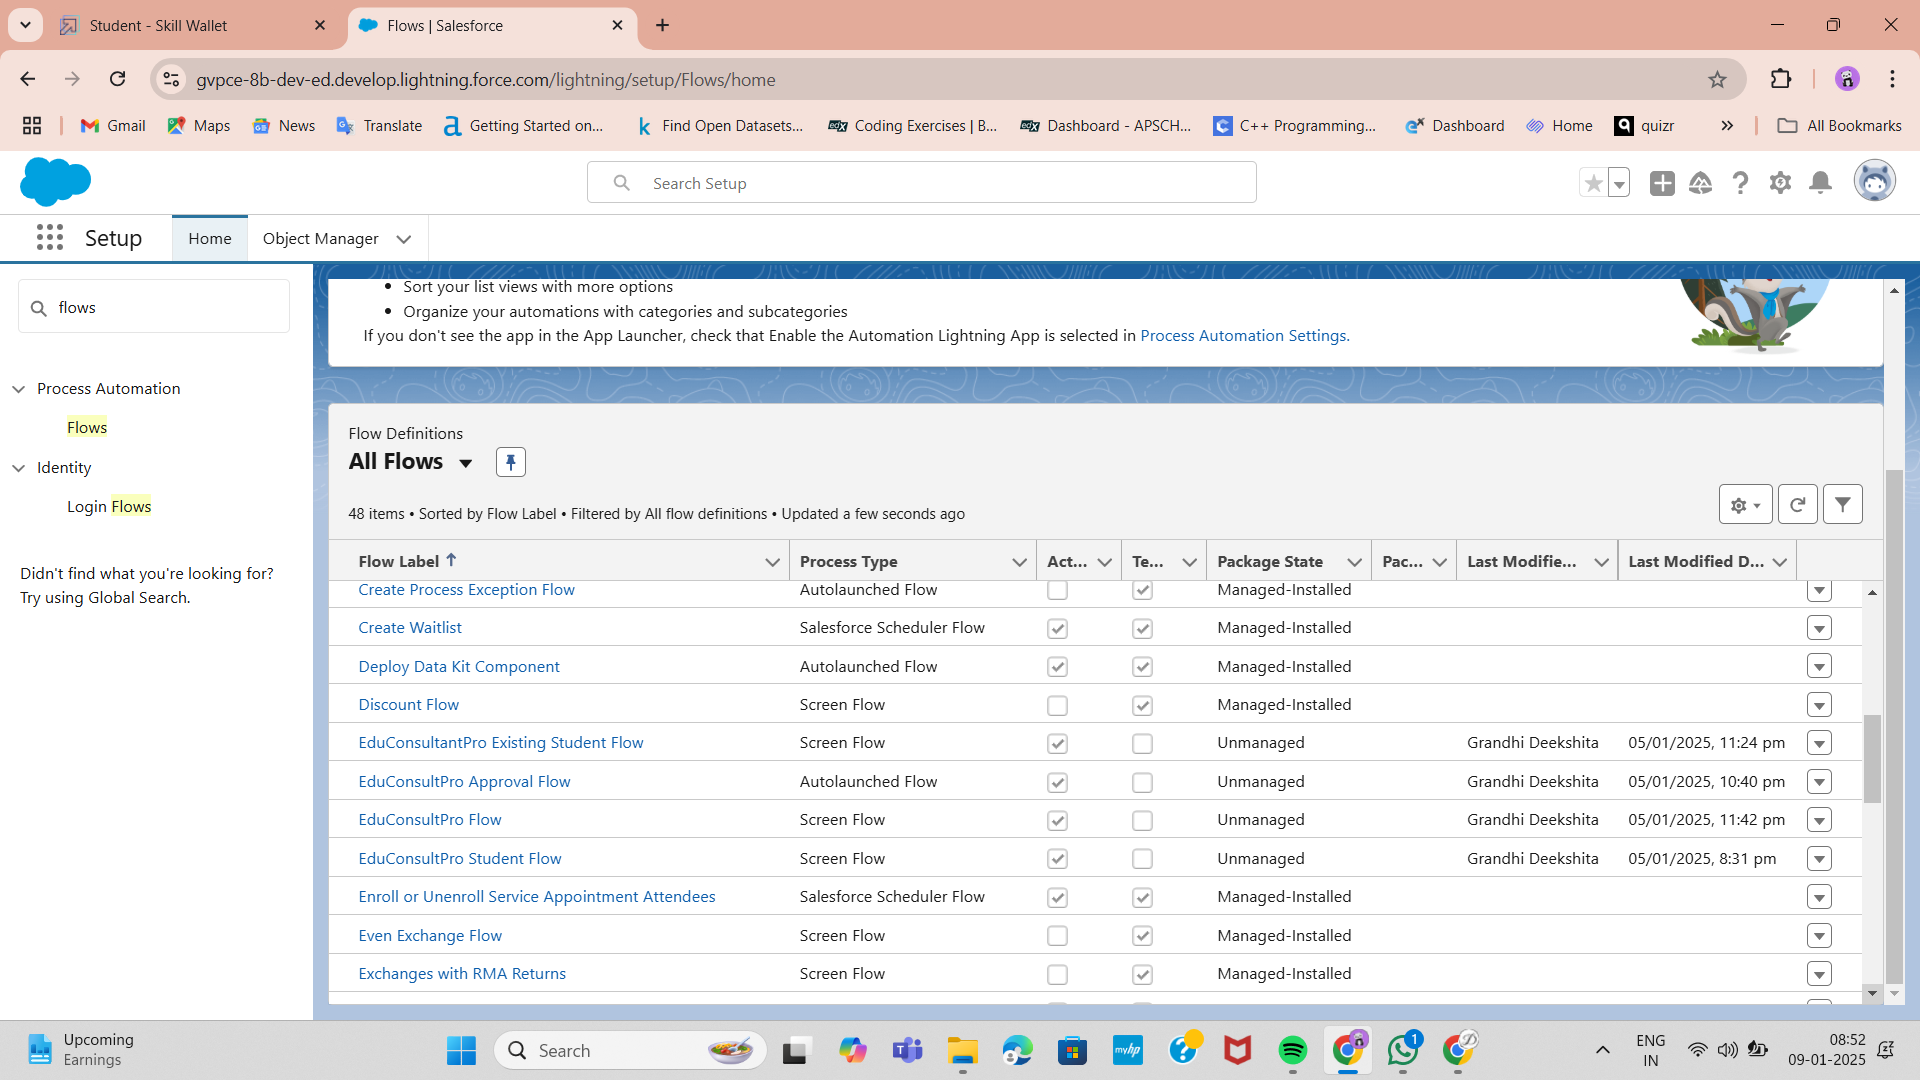 Student - Skill Wallet
Flows | Salesforce
gvpce-8b-dev-ed.develop.lightning.force.com/lightning/setup/Flows/home
Gmail
Maps
News
Translate
Getting Started on...
Find Open Datasets...
Coding Exercises | B...
Dashboard - APSCH...
C++ Programming...
Dashboard
Home
quizr
All Bookmarks
Search Setup
Setup
Home
Object Manager
flows
Process Automation
Flows
Identity
Login Flows
Didn't find what you're looking for?
Try using Global Search.
• Sort your list views with more options
• Organize your automations with categories and subcategories
If you don't see the app in the App Launcher, check that Enable the Automation Lightning App is selected in Process Automation Settings.
Flow Definitions
All Flows
48 items • Sorted by Flow Label • Filtered by All flow definitions • Updated a few seconds ago
Flow Label Process Type Act... Te... Package State Pac... Last Modifie... Last Modified D...
Create Process Exception Flow Autolaunched Flow Managed-Installed
Create Waitlist Salesforce Scheduler Flow Managed-Installed
Deploy Data Kit Component Autolaunched Flow Managed-Installed
Discount Flow Screen Flow Managed-Installed
EduConsultantPro Existing Student Flow Screen Flow Unmanaged Grandhi Deekshita 05/01/2025, 11:24 pm
EduConsultPro Approval Flow Autolaunched Flow Unmanaged Grandhi Deekshita 05/01/2025, 10:40 pm
EduConsultPro Flow Screen Flow Unmanaged Grandhi Deekshita 05/01/2025, 11:42 pm
EduConsultPro Student Flow Screen Flow Unmanaged Grandhi Deekshita 05/01/2025, 8:31 pm
Enroll or Unenroll Service Appointment Attendees Salesforce Scheduler Flow Managed-Installed
Even Exchange Flow Screen Flow Managed-Installed
Exchanges with RMA Returns Screen Flow Managed-Installed
Upcoming
Earnings
Search
myhp
1
ENG
IN
08:52
09-01-2025